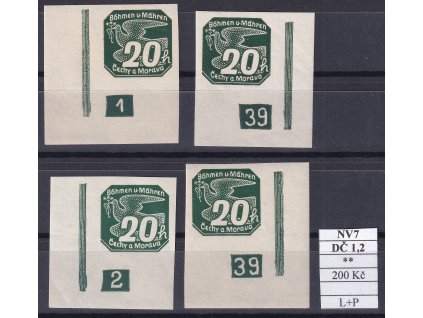 Böhmen u. Mähren
20h
Čechy a Morava
1
Böhmen u. Mähren
20h
Čechy a Morava
39
Böhmen u. Mähren
20h
Čechy a Morava
2
Böhmen u. Mähren
20h
Čechy a Morava
39
NV7
DČ 1,2
**
200 Kč
L+P